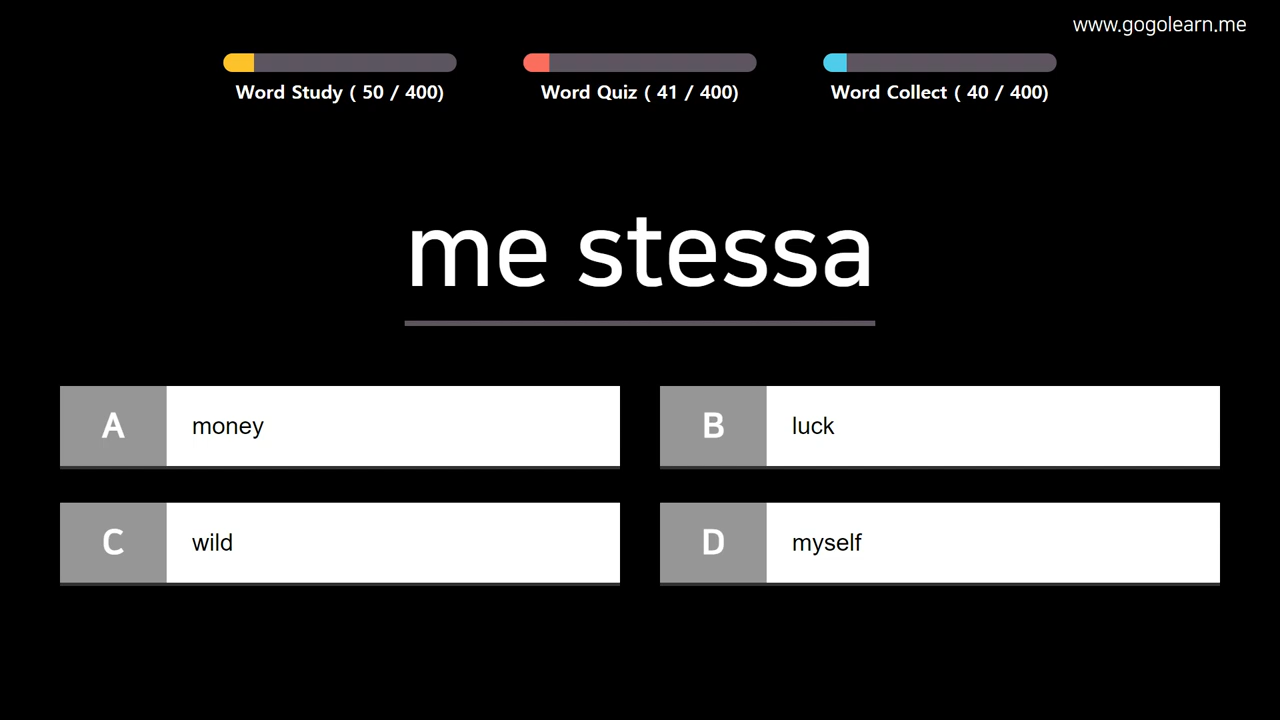 www.gogolearn.me
Word Study ( 50 / 400)
Word Quiz ( 41 / 400)
Word Collect ( 40 / 400)
me stessa
A money
B luck
C wild
D myself